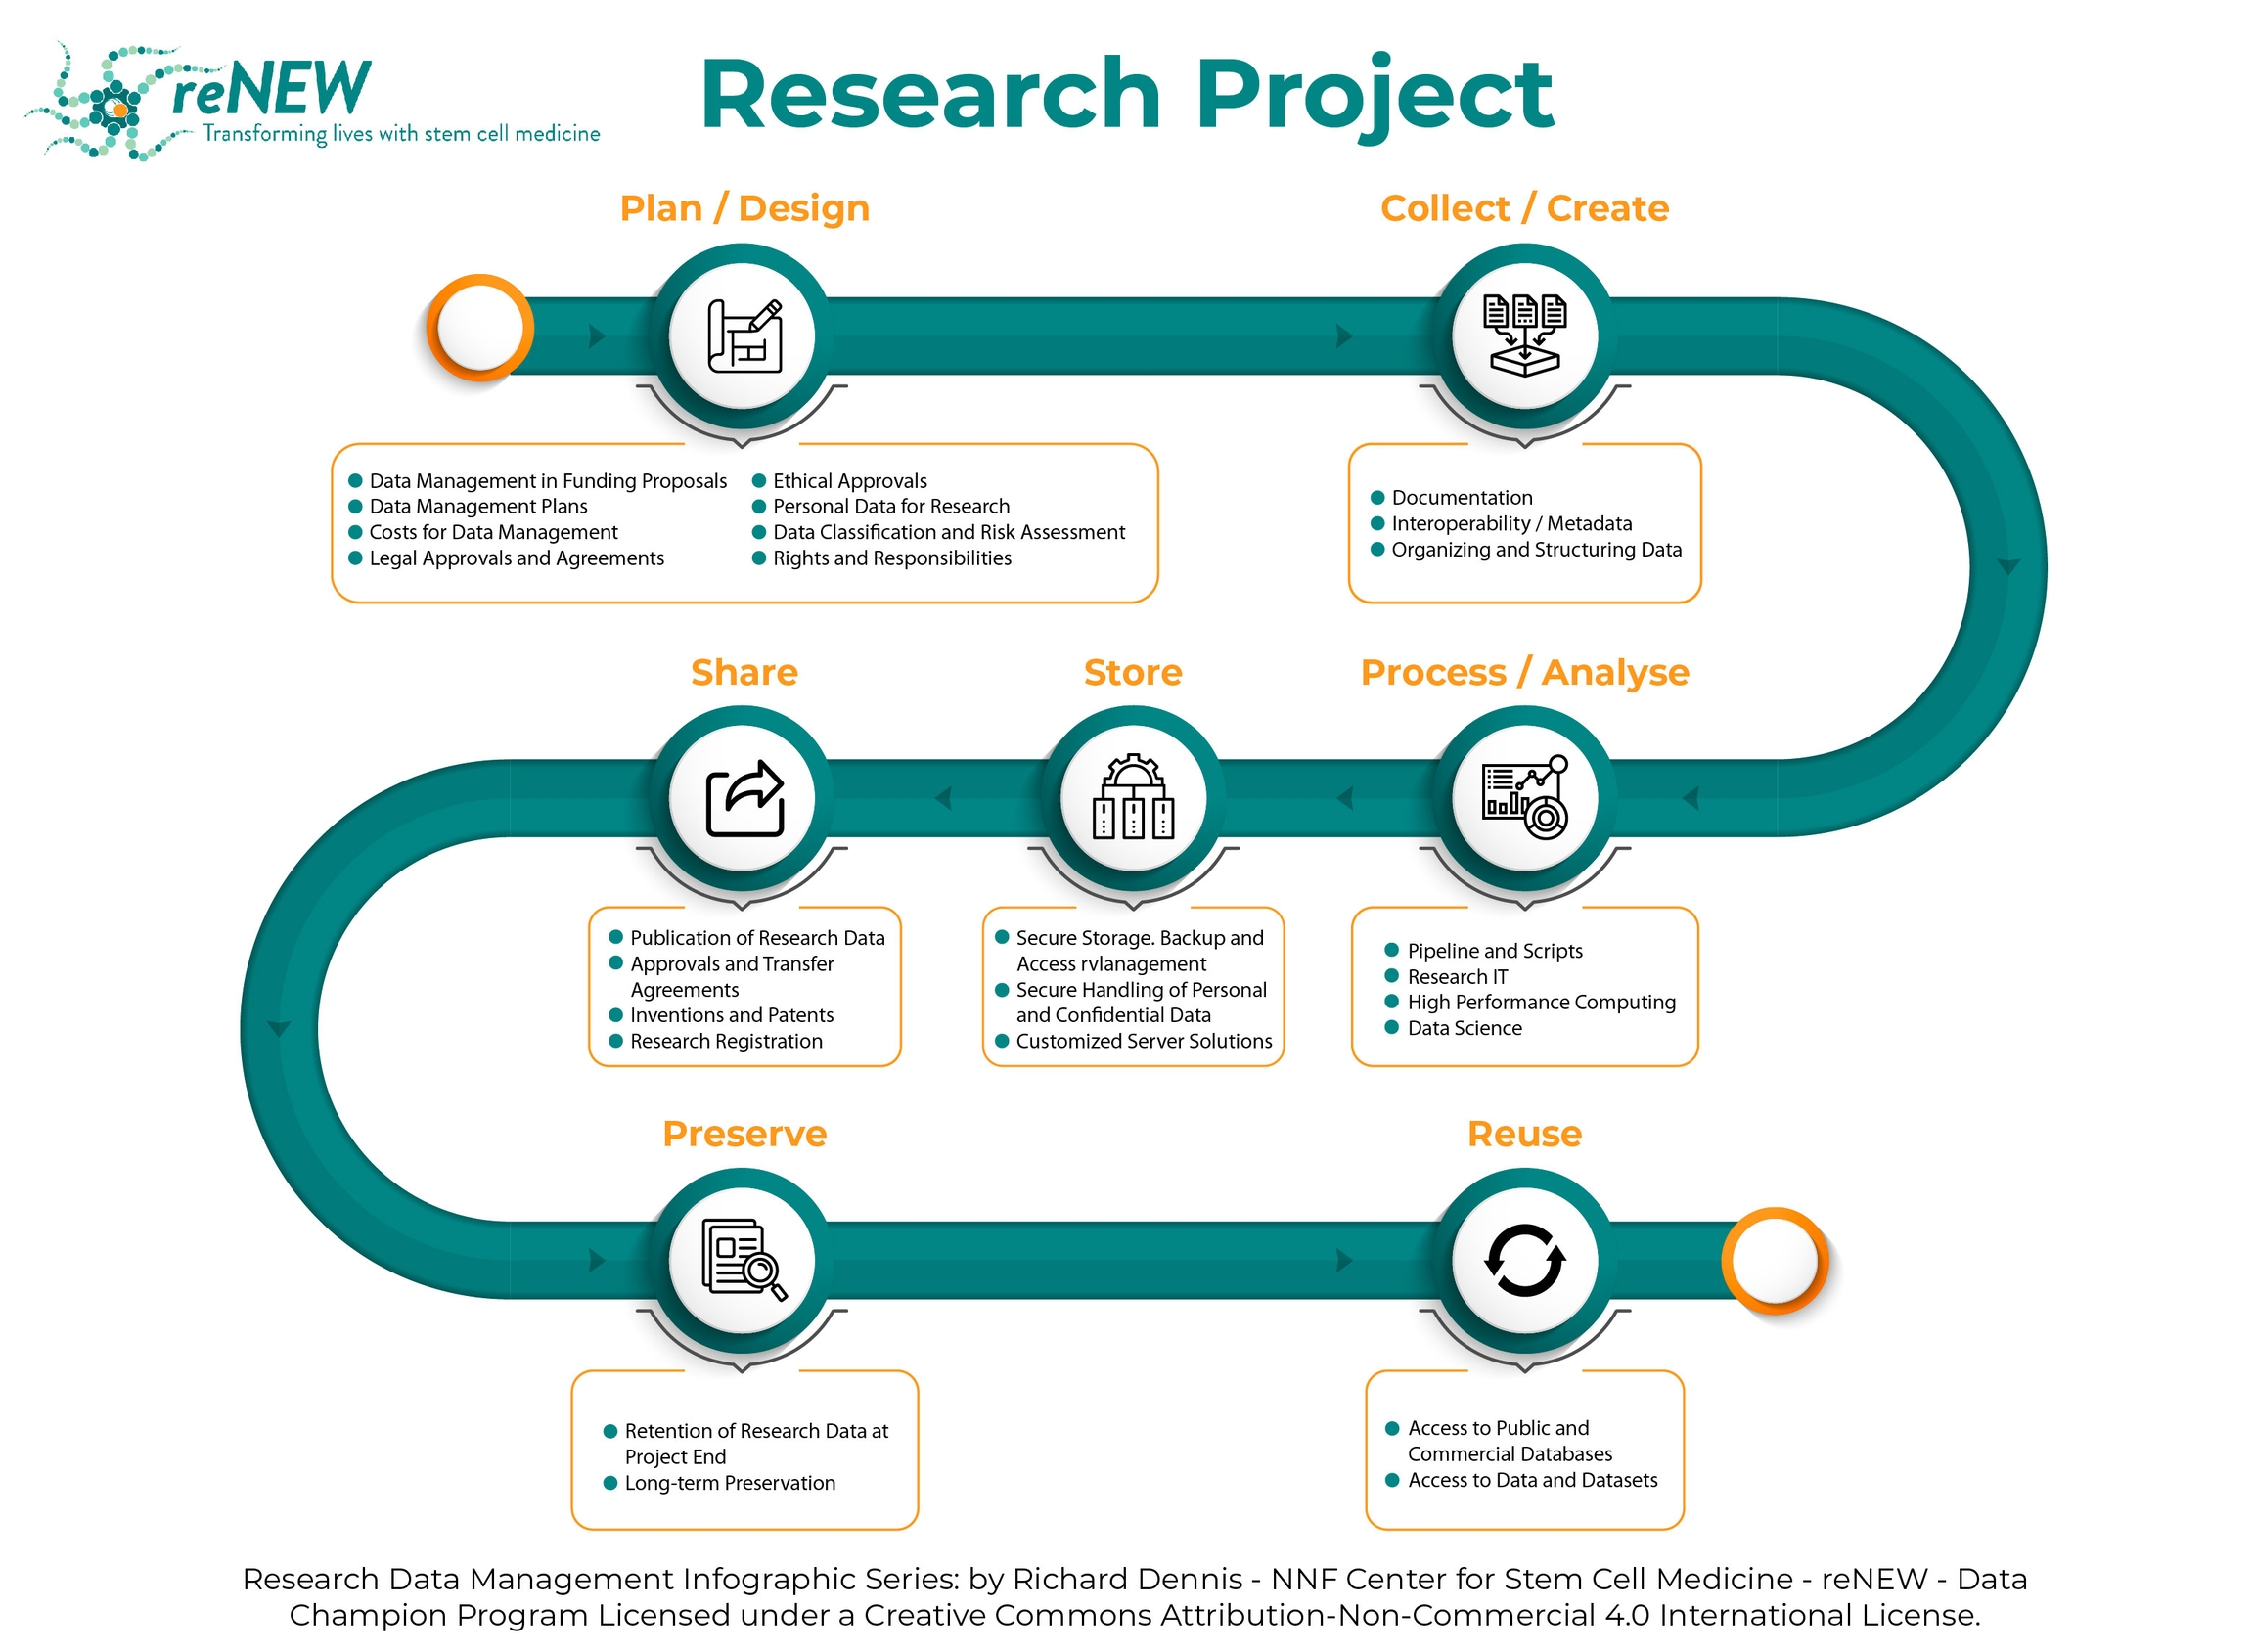 reNEW
Transforming lives with stem cell medicine
Research Project
Plan / Design
Collect / Create
Data Management in Funding Proposals
Data Management Plans
Costs for Data Management
Legal Approvals and Agreements
Ethical Approvals
Personal Data for Research
Data Classification and Risk Assessment
Rights and Responsibilities
Documentation
Interoperability / Metadata
Organizing and Structuring Data
Share
Store
Process / Analyse
Publication of Research Data
Approvals and Transfer
Agreements
Inventions and Patents
Research Registration
Secure Storage. Backup and
Access rvlanagement
Secure Handling of Personal
and Confidential Data
Customized Server Solutions
Pipeline and Scripts
Research IT
High Performance Computing
Data Science
Preserve
Reuse
Retention of Research Data at
Project End
Long-term Preservation
Access to Public and
Commercial Databases
Access to Data and Datasets
Research Data Management Infographic Series: by Richard Dennis - NNF Center for Stem Cell Medicine - reNEW - Data
Champion Program Licensed under a Creative Commons Attribution-Non-Commercial 4.0 International License.